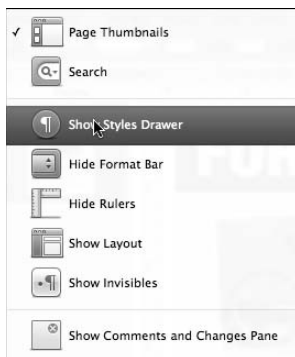 ✓ Page Thumbnails
Search
Show Styles Drawer
Hide Format Bar
Hide Rulers
Show Layout
Show Invisibles
Show Comments and Changes Pane